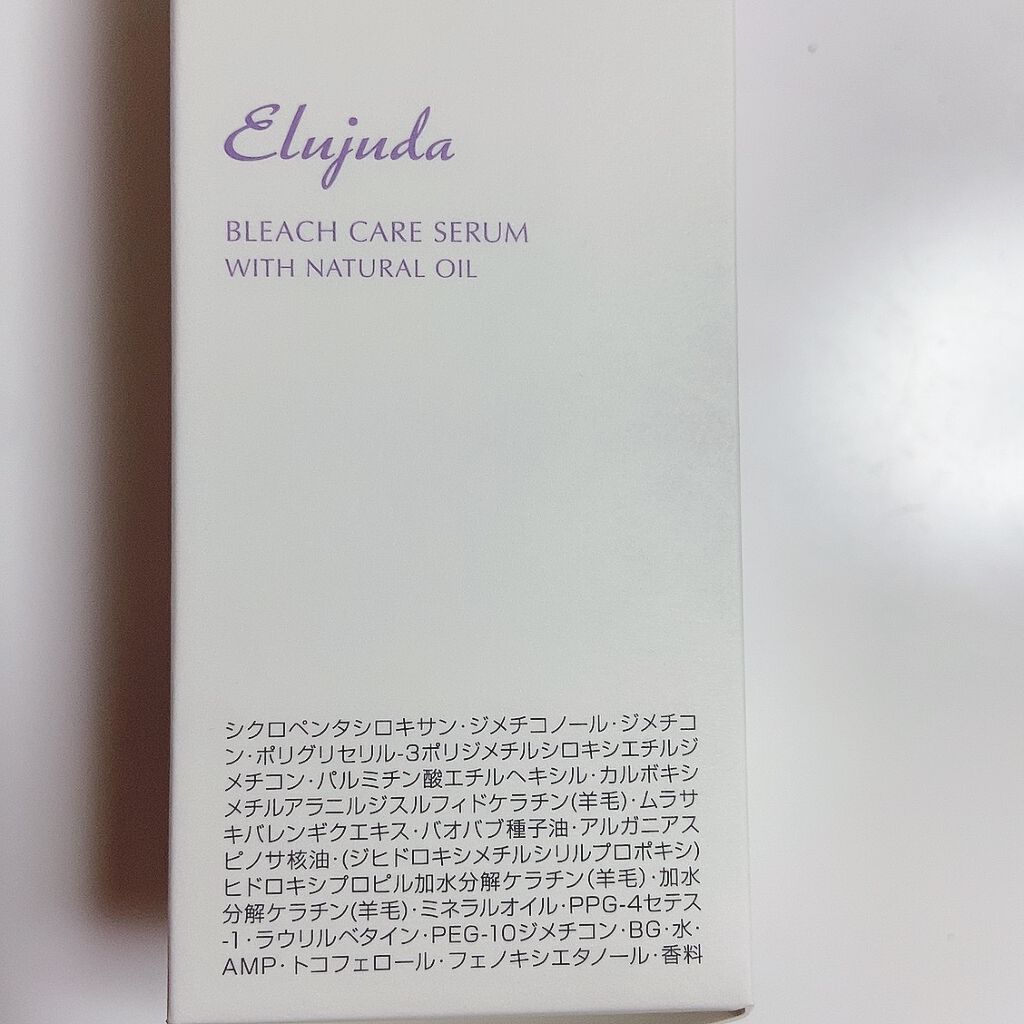 Elujuda
BLEACH CARE SERUM
WITH NATURAL OIL
シクロペンタシロキサン・ジメチコノール・ジメチコ
ン・ポリグリセリル-3ポリジメチルシロキシエチルジ
メチコン・パルミチン酸エチルヘキシル・カルボキシ
メチルアラニルジスルフィドケラチン(羊毛)・ムラサ
キバレンギクエキス・バオバブ種子油・アルガニアス
ピノサ核油・(ジヒドロキシメチルシリルプロポキシ)
ヒドロキシプロピル加水分解ケラチン(羊毛)・加水
分解ケラチン(羊毛)・ミネラルオイル・PPG-4セテス
-1・ラウリルベタイン・PEG-10ジメチコン・BG・水・
AMP・トコフェロール・フェノキシエタノール・香料